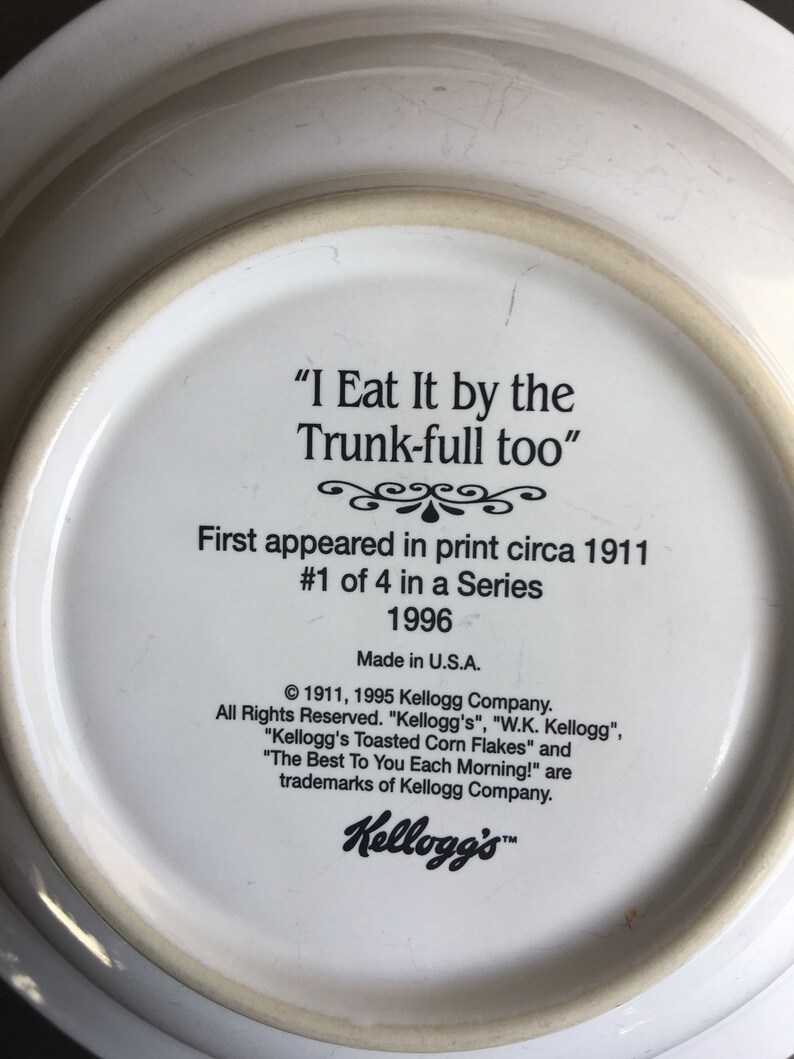 "I Eat It by the
Trunk-full too"
First appeared in print circa 1911
#1 of 4 in a Series
1996
Made in U.S.A.
© 1911, 1995 Kellogg Company.
All Rights Reserved. "Kellogg's", "W.K. Kellogg",
"Kellogg's Toasted Corn Flakes" and
"The Best To You Each Morning!" are
trademarks of Kellogg Company.
Kellogg's™